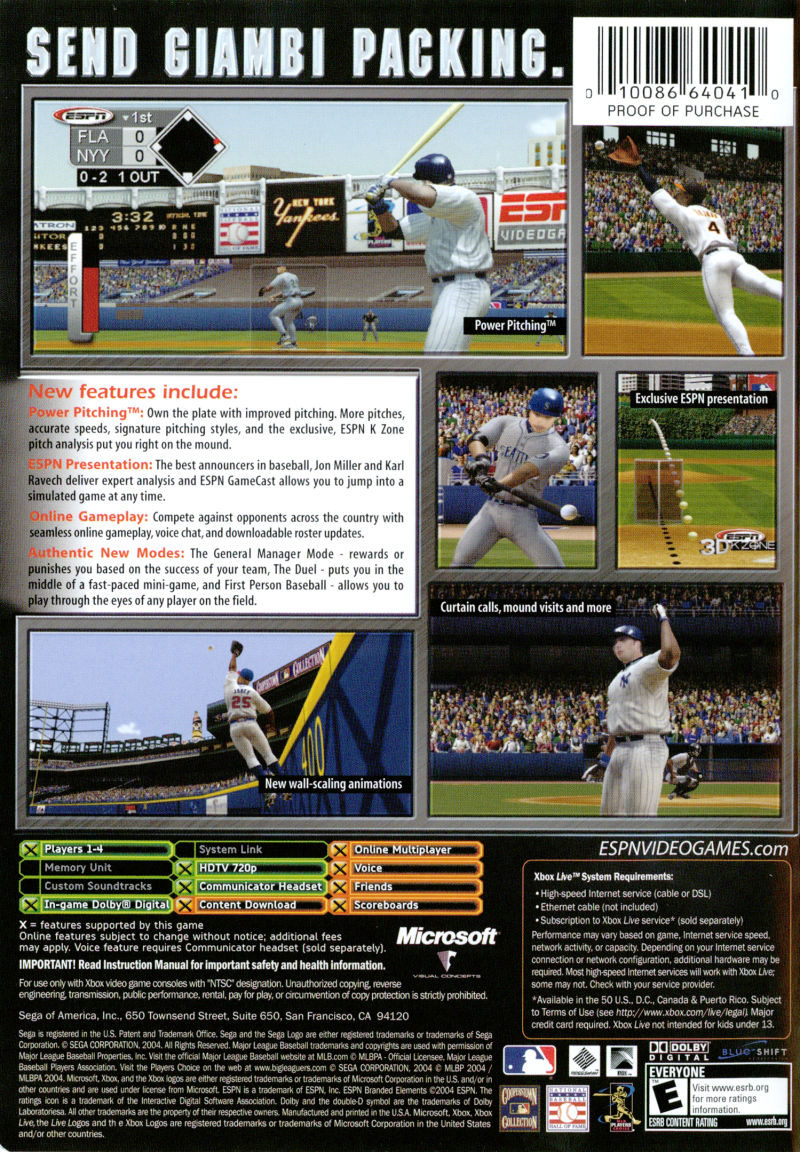 SEND GIAMBI PACKING.
0 10086 64041 0
PROOF OF PURCHASE
ESPN
1st
FLA 0
NYY 0
0 - 2 1 OUT
3:32
1 2 3 4 5 6 7 8 9 10 R H E
NEW YORK
Yankees
NATIONAL
BASEBALL
HALL OF FAME
ESPN
VIDEOGA
EFFORT
Power Pitching™
4
New features include:
Power Pitching™: Own the plate with improved pitching. More pitches,
accurate speeds, signature pitching styles, and the exclusive, ESPN K Zone
pitch analysis put you right on the mound.
ESPN Presentation: The best announcers in baseball, Jon Miller and Karl
Ravech deliver expert analysis and ESPN GameCast allows you to jump into a
simulated game at any time.
Online Gameplay: Compete against opponents across the country with
seamless online gameplay, voice chat, and downloadable roster updates.
Authentic New Modes: The General Manager Mode - rewards or
punishes you based on the success of your team, The Duel - puts you in the
middle of a fast-paced mini-game, and First Person Baseball - allows you to
play through the eyes of any player on the field.
SEATTLE
Exclusive ESPN presentation
ESPN
3D K ZONE
COOPERSTOWN COLLECTION
JONES
25
400
New wall-scaling animations
Curtain calls, mound visits and more
Players 1-4
Memory Unit
Custom Soundtracks
In-game Dolby® Digital
System Link
HDTV 720p
Communicator Headset
Content Download
Online Multiplayer
Voice
Friends
Scoreboards
X = features supported by this game
Online features subject to change without notice; additional fees
may apply. Voice feature requires Communicator headset (sold separately).
IMPORTANT! Read Instruction Manual for important safety and health information.
For use only with Xbox video game consoles with "NTSC" designation. Unauthorized copying, reverse
engineering, transmission, public performance, rental, pay for play, or circumvention of copy protection is strictly prohibited.
Microsoft®
VISUAL CONCEPTS
Sega of America, Inc., 650 Townsend Street, Suite 650, San Francisco, CA 94120
Sega is registered in the U.S. Patent and Trademark Office. Sega and the Sega Logo are either registered trademarks or trademarks of Sega
Corporation. © SEGA CORPORATION, 2004. All Rights Reserved. Major League Baseball trademarks and copyrights are used with permission of
Major League Baseball Properties, Inc. Visit the official Major League Baseball website at MLB.com © MLBPA - Official Licensee, Major League
Baseball Players Association. Visit the Players Choice on the web at www.bigleaguers.com © SEGA CORPORATION, 2004 © MLBP 2004 /
MLBPA 2004. Microsoft, Xbox, and the Xbox logos are either registered trademarks or trademarks of Microsoft Corporation in the U.S. and/or in
other countries and are used under license from Microsoft. ESPN is a trademark of ESPN, Inc. ESPN Branded Elements ©2004 ESPN. The
ratings icon is a trademark of the Interactive Digital Software Association. Dolby and the double-D symbol are the trademarks of Dolby
Laboratoriesa. All other trademarks are the property of their respective owners. Manufactured and printed in the U.S.A. Microsoft, Xbox, Xbox
Live, the Live Logos and th e Xbox Logos are registered trademarks or trademarks of Microsoft Corporation in the United States
and/or other countries.
ESPNVIDEOGAMES.com
Xbox Live™ System Requirements:
• High-speed Internet service (cable or DSL)
• Ethernet cable (not included)
• Subscription to Xbox Live service* (sold separately)
Performance may vary based on game, Internet service speed,
network activity, or capacity. Depending on your Internet service
connection or network configuration, additional hardware may be
required. Most high-speed Internet services will work with Xbox Live;
some may not. Check with your service provider.
*Available in the 50 U.S., D.C., Canada & Puerto Rico. Subject
to Terms of Use (see http://www.xbox.com/live/legal). Major
credit card required. Xbox Live not intended for kids under 13.
DOLBY
DIGITAL
BLUE SHIFT
COOPERSTOWN
COLLECTION
NATIONAL
BASEBALL
HALL OF FAME
PLAYERS
EVERYONE
E
Visit www.esrb.org
for more ratings
information.
ESRB CONTENT RATING www.esrb.org